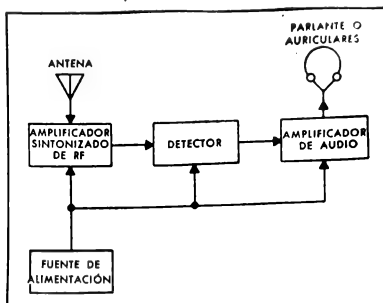 PARLANTE O
AURICULARES
ANTENA
AMPLIFICADOR
SINTONIZADO
DE RF
DETECTOR
AMPLIFICADOR
DE AUDIO
FUENTE DE
ALIMENTACIÓN